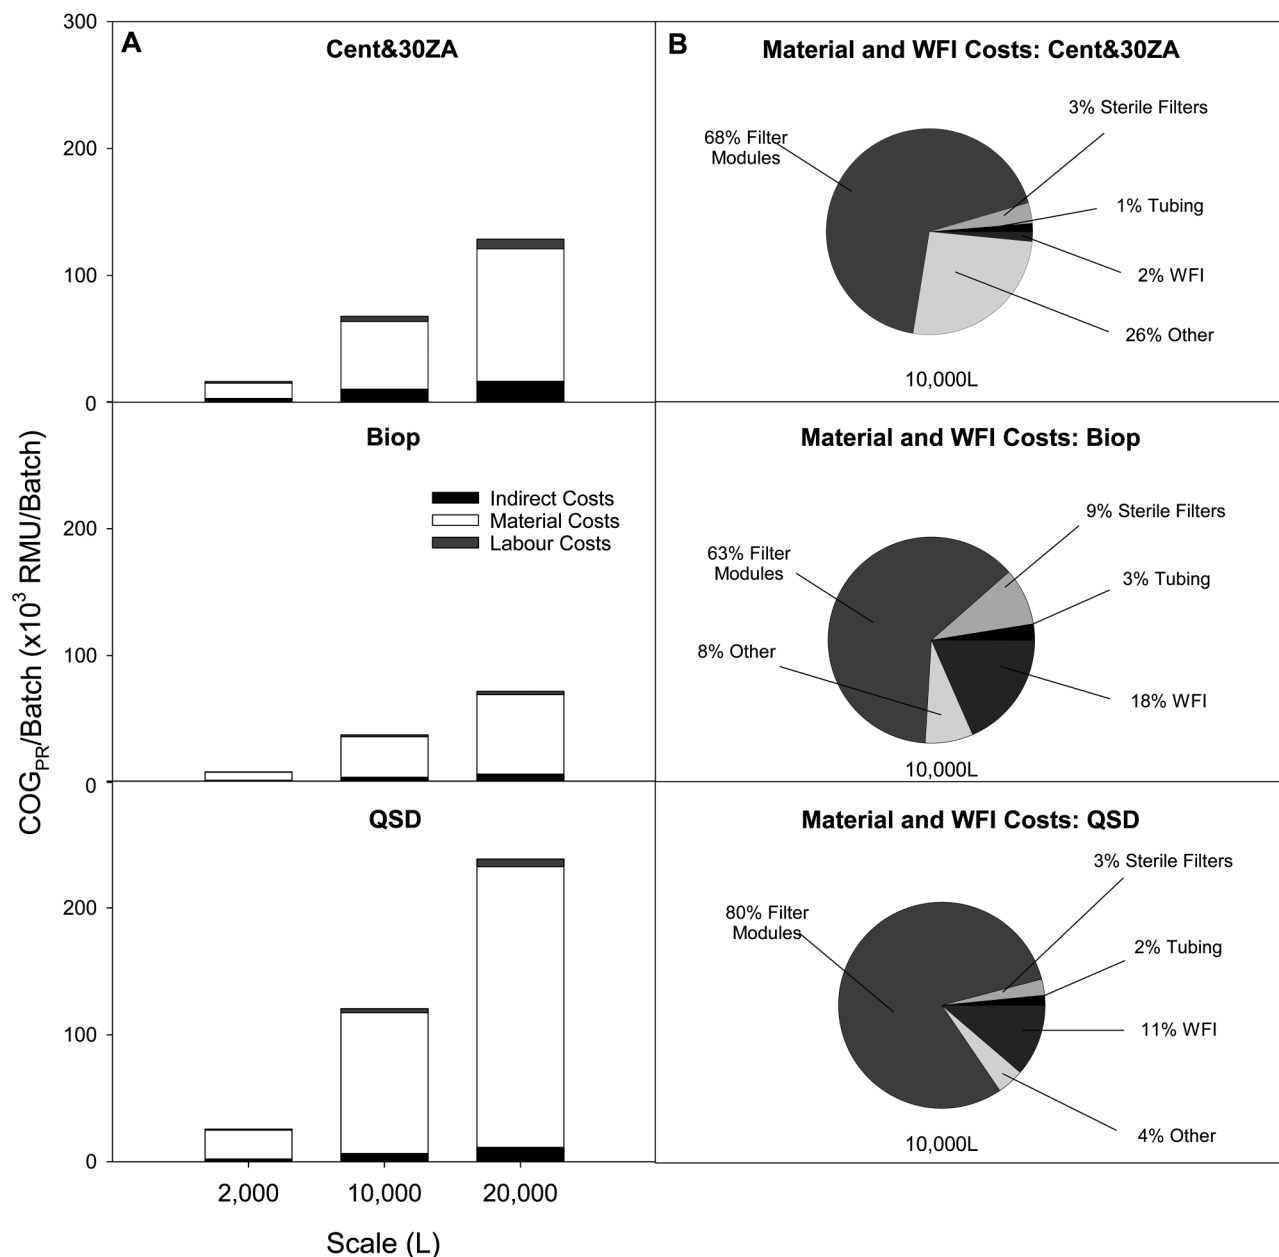 A
Cent&30ZA
300
200
100
0
B
Material and WFI Costs: Cent&30ZA
3% Sterile Filters
68% Filter
Modules
1% Tubing
2% WFI
26% Other
10,000L
Biop
Indirect Costs
Material Costs
Labour Costs
200
100
0
Material and WFI Costs: Biop
9% Sterile Filters
63% Filter
Modules
3% Tubing
8% Other
18% WFI
10,000L
QSD
200
100
0
Material and WFI Costs: QSD
3% Sterile Filters
80% Filter
Modules
2% Tubing
11% WFI
4% Other
10,000L
COG_PR/Batch (x10³ RMU/Batch)
2,000
10,000
20,000
Scale (L)